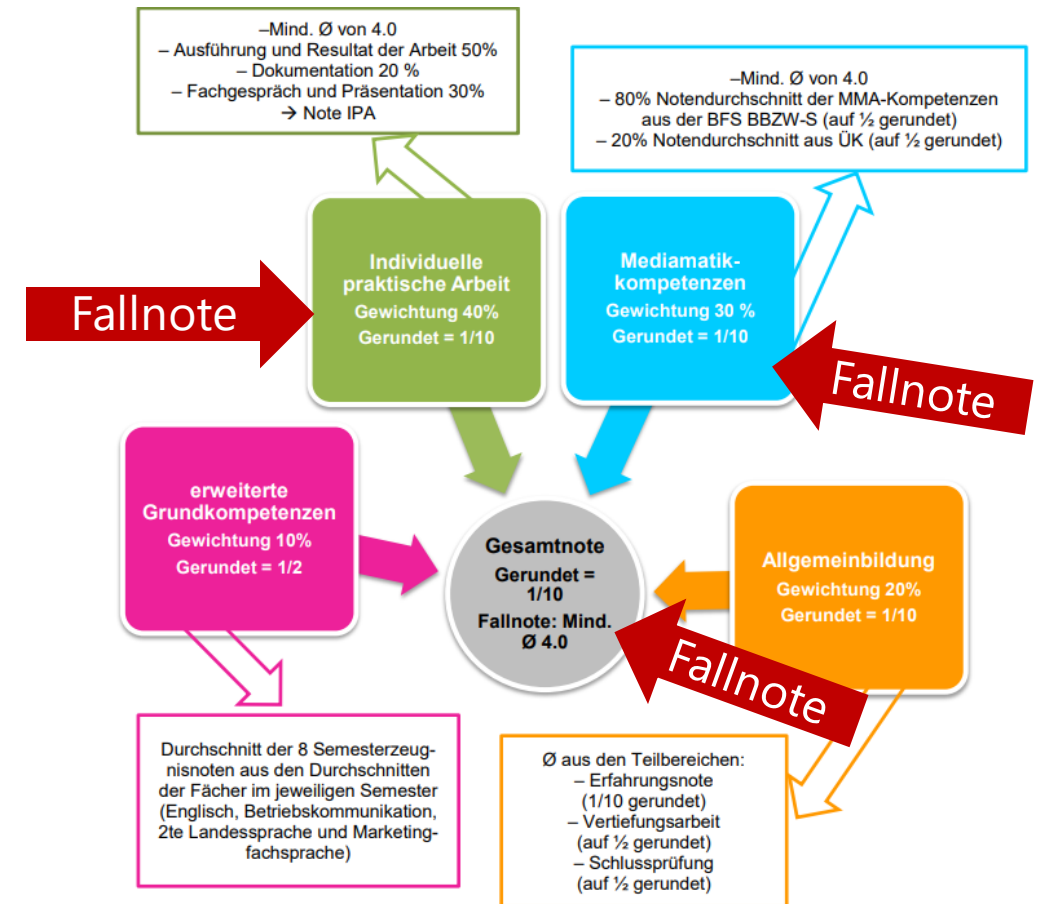 –Mind. Ø von 4.0
– Ausführung und Resultat der Arbeit 50%
– Dokumentation 20 %
– Fachgespräch und Präsentation 30%
→ Note IPA
–Mind. Ø von 4.0
– 80% Notendurchschnitt der MMA-Kompetenzen
aus der BFS BBZW-S (auf ½ gerundet)
– 20% Notendurchschnitt aus ÜK (auf ½ gerundet)
Individuelle
praktische Arbeit
Gewichtung 40%
Gerundet = 1/10
Mediamatik-
kompetenzen
Gewichtung 30 %
Gerundet = 1/10
Fallnote
Fallnote
erweiterte
Grundkompetenzen
Gewichtung 10%
Gerundet = 1/2
Gesamtnote
Gerundet =
1/10
Fallnote: Mind.
Ø 4.0
Allgemeinbildung
Gewichtung 20%
Gerundet = 1/10
Fallnote
Durchschnitt der 8 Semesterzeug-
nisnoten aus den Durchschnitten
der Fächer im jeweiligen Semester
(Englisch, Betriebskommunikation,
2te Landessprache und Marketing-
fachsprache)
Ø aus den Teilbereichen:
– Erfahrungsnote
(1/10 gerundet)
– Vertiefungsarbeit
(auf ½ gerundet)
– Schlussprüfung
(auf ½ gerundet)